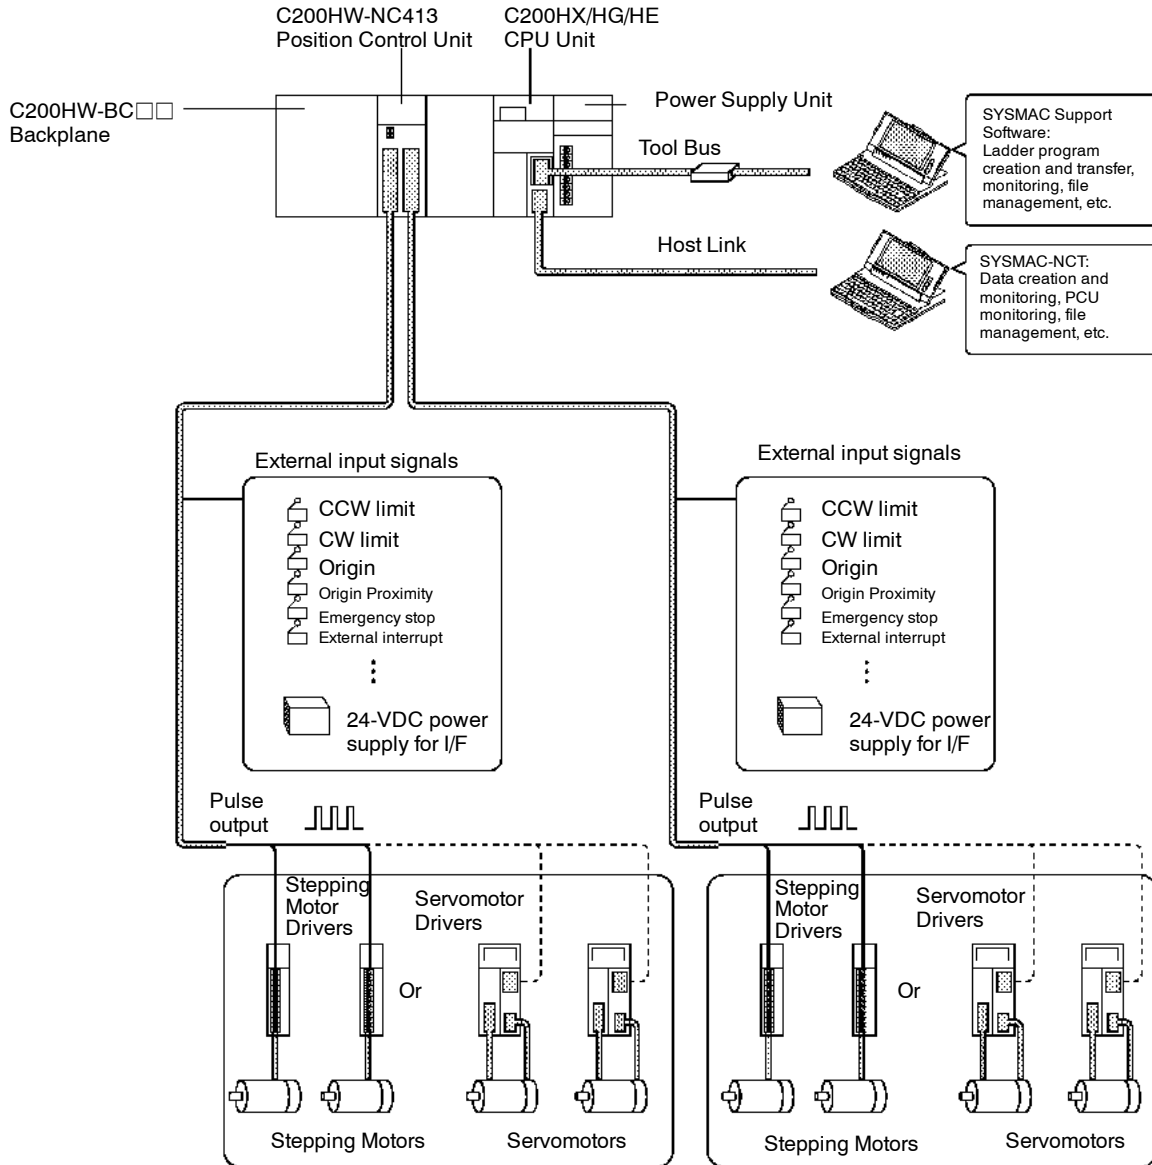 C200HW-NC413
Position Control Unit
C200HX/HG/HE
CPU Unit
C200HW-BC□□
Backplane
Power Supply Unit
Tool Bus
SYSMAC Support
Software:
Ladder program
creation and transfer,
monitoring, file
management, etc.
Host Link
SYSMAC-NCT:
Data creation and
monitoring, PCU
monitoring, file
management, etc.
External input signals
CCW limit
CW limit
Origin
Origin Proximity
Emergency stop
External interrupt
24-VDC power
supply for I/F
External input signals
CCW limit
CW limit
Origin
Origin Proximity
Emergency stop
External interrupt
24-VDC power
supply for I/F
Pulse
output
Stepping
Motor
Drivers
Servomotor
Drivers
Or
Stepping Motors
Servomotors
Pulse
output
Stepping
Motor
Drivers
Servomotor
Drivers
Or
Stepping Motors
Servomotors